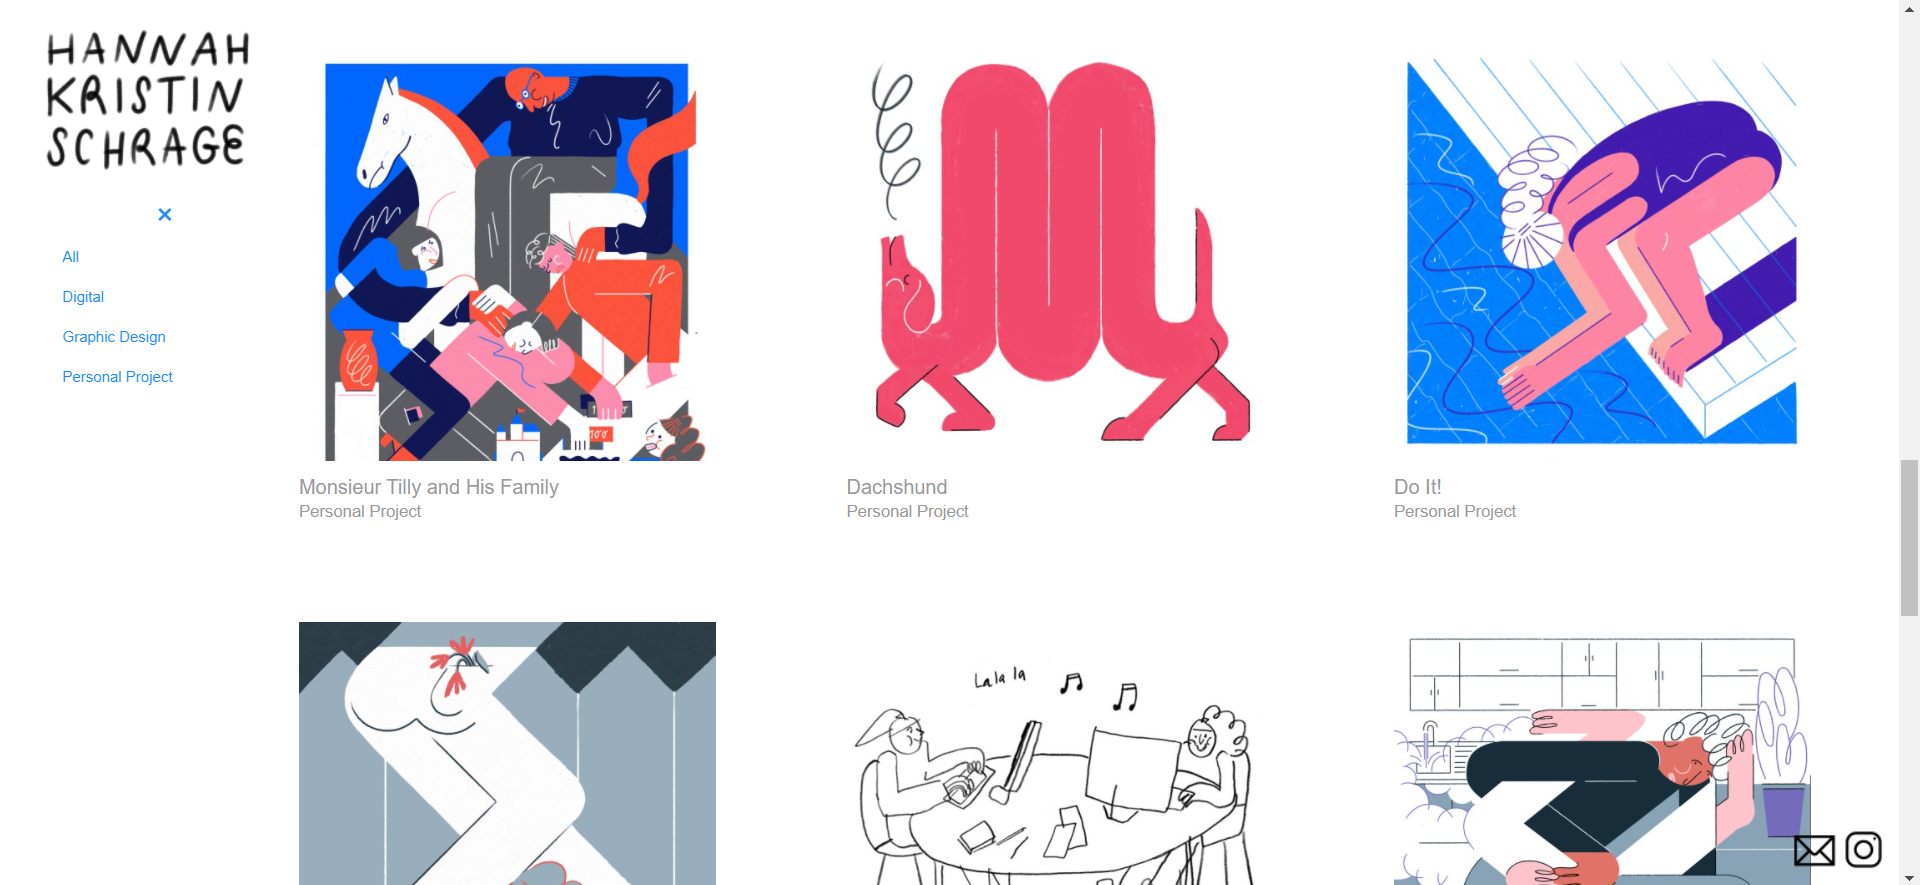 HANNAH
KRISTIN
SCHRAGE
×
All
Digital
Graphic Design
Personal Project
Monsieur Tilly and His Family
Personal Project
Dachshund
Personal Project
Do It!
Personal Project
La la la